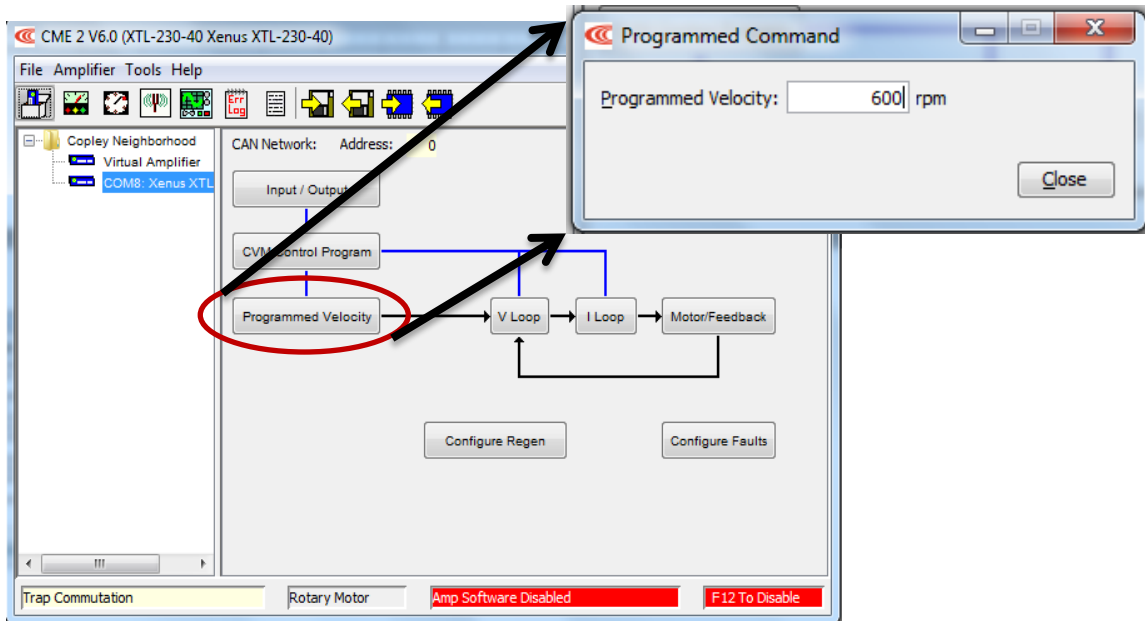 CME 2 V6.0 (XTL-230-40 Xenus XTL-230-40)
File Amplifier Tools Help
Err
Log
Copley Neighborhood
Virtual Amplifier
COM8: Xenus XTL
CAN Network: Address: 0
Input / Output
CVM Control Program
Programmed Velocity
V Loop
I Loop
Motor/Feedback
Configure Regen
Configure Faults
Trap Commutation
Rotary Motor
Amp Software Disabled
F12 To Disable
Programmed Command
Programmed Velocity: 600 rpm
Close